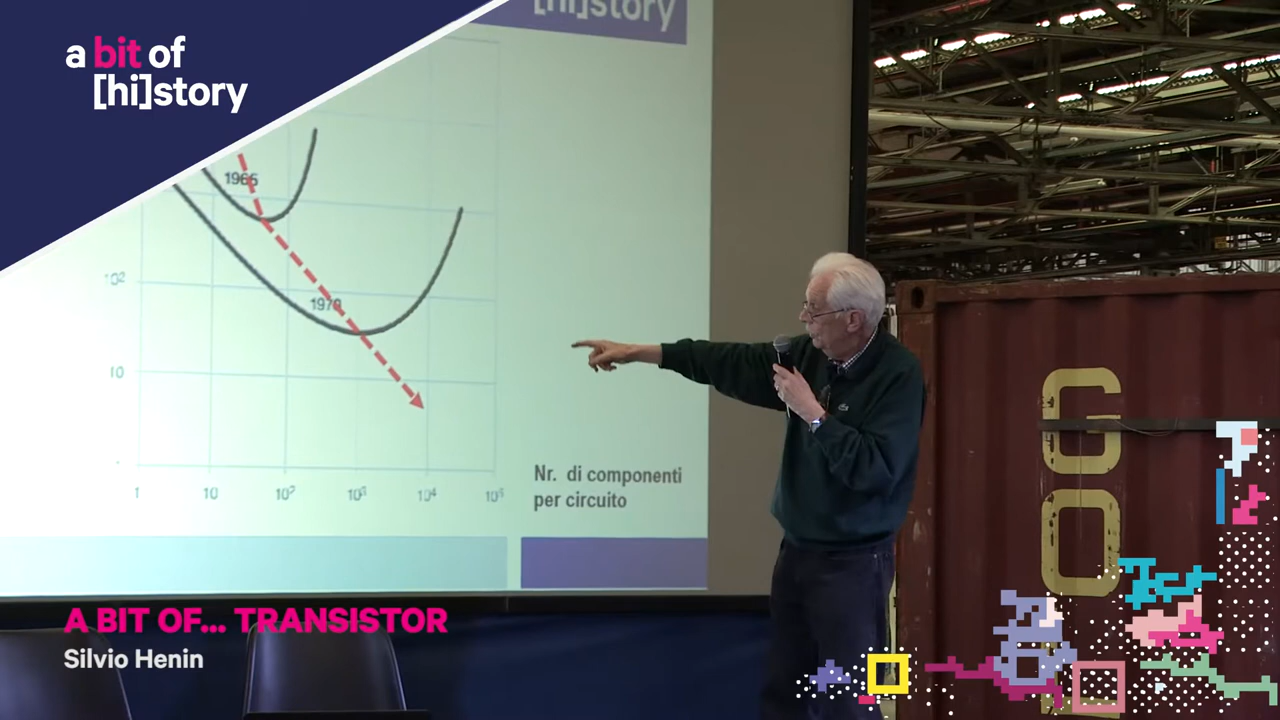 a bit of
[hi]story
[hi]story
1965
10²
1970
10
1
10
10²
10³
10⁴
10⁵
Nr. di componenti
per circuito
A BIT OF... TRANSISTOR
Silvio Henin
G
O